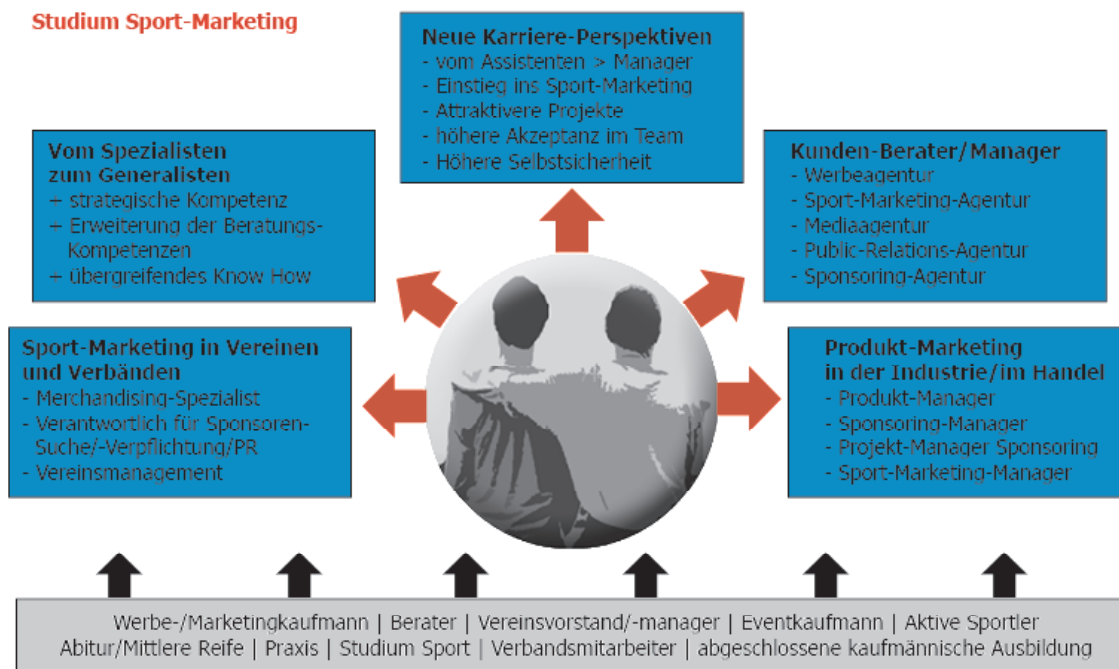 Studium Sport-Marketing
Neue Karriere-Perspektiven
- vom Assistenten > Manager
- Einstieg ins Sport-Marketing
- Attraktivere Projekte
- höhere Akzeptanz im Team
- Höhere Selbstsicherheit
Vom Spezialisten
zum Generalisten
+ strategische Kompetenz
+ Erweiterung der Beratungs-
Kompetenzen
+ übergreifendes Know How
Kunden-Berater/Manager
- Werbeagentur
- Sport-Marketing-Agentur
- Mediaagentur
- Public-Relations-Agentur
- Sponsoring-Agentur
Sport-Marketing in Vereinen
und Verbänden
- Merchandising-Spezialist
- Verantwortlich für Sponsoren-
Suche/-Verpflichtung/PR
- Vereinsmanagement
Produkt-Marketing
in der Industrie/im Handel
- Produkt-Manager
- Sponsoring-Manager
- Projekt-Manager Sponsoring
- Sport-Marketing-Manager
Werbe-/Marketingkaufmann | Berater | Vereinsvorstand/-manager | Eventkaufmann | Aktive Sportler
Abitur/Mittlere Reife | Praxis | Studium Sport | Verbandsmitarbeiter | abgeschlossene kaufmännische Ausbildung